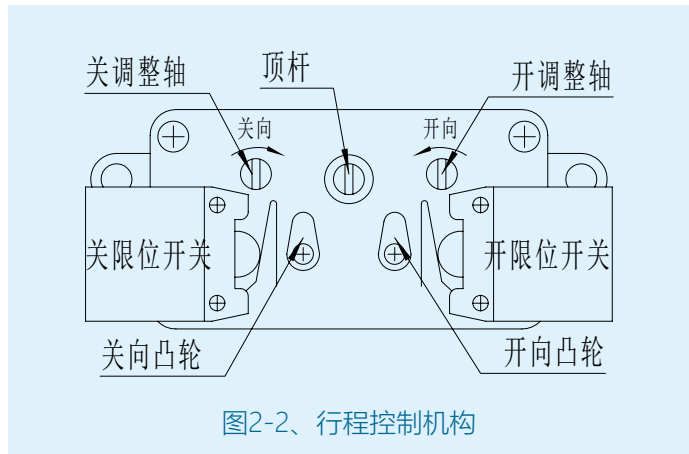 关调整轴
顶杆
开调整轴
关向
开向
关限位开关
开限位开关
关向凸轮
开向凸轮
图2-2、行程控制机构